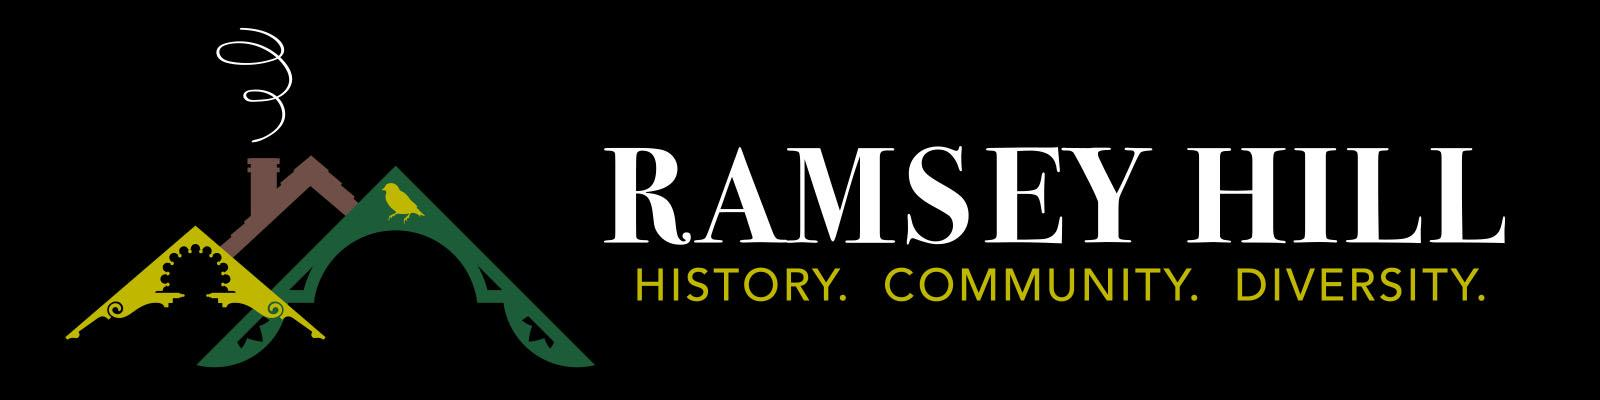 RAMSEY HILL
HISTORY. COMMUNITY. DIVERSITY.